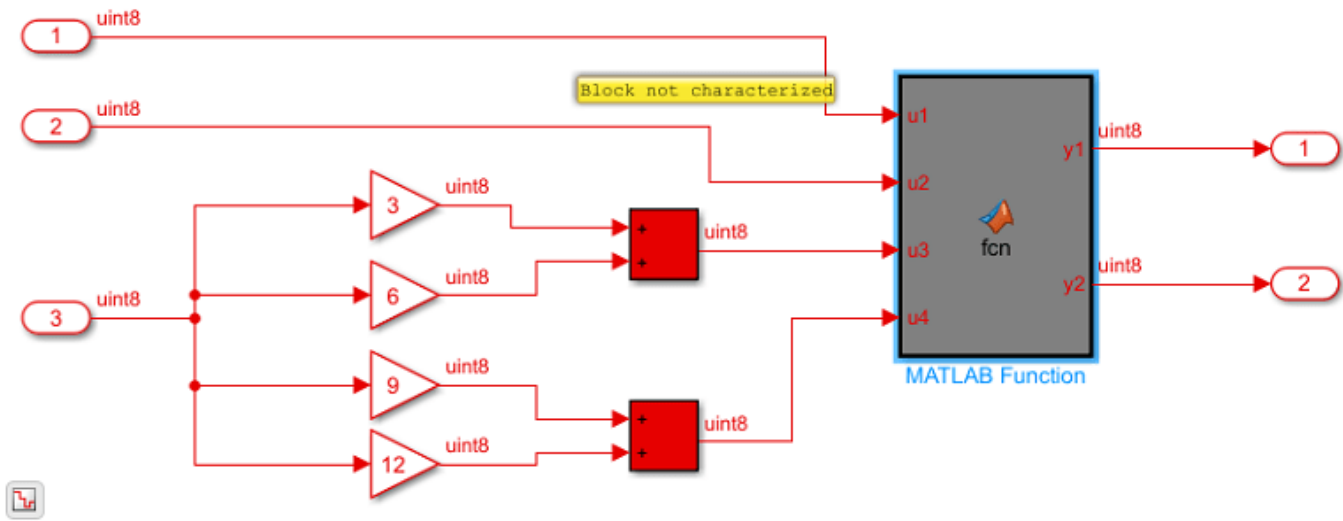 uint8
1
Block not characterized
uint8
2
u1
uint8
y1
1
u2
3
uint8
+
uint8
fcn
u3
+
6
uint8
uint8
y2
2
uint8
3
u4
9
uint8
MATLAB Function
+
uint8
+
12
uint8